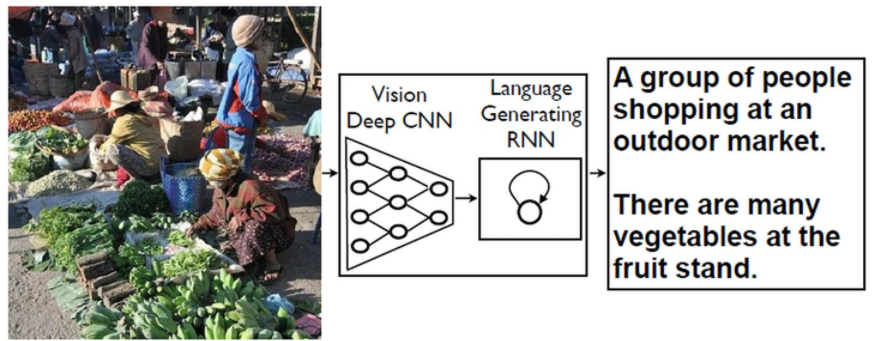 Vision
Deep CNN
Language
Generating
RNN
A group of people
shopping at an
outdoor market.
There are many
vegetables at the
fruit stand.